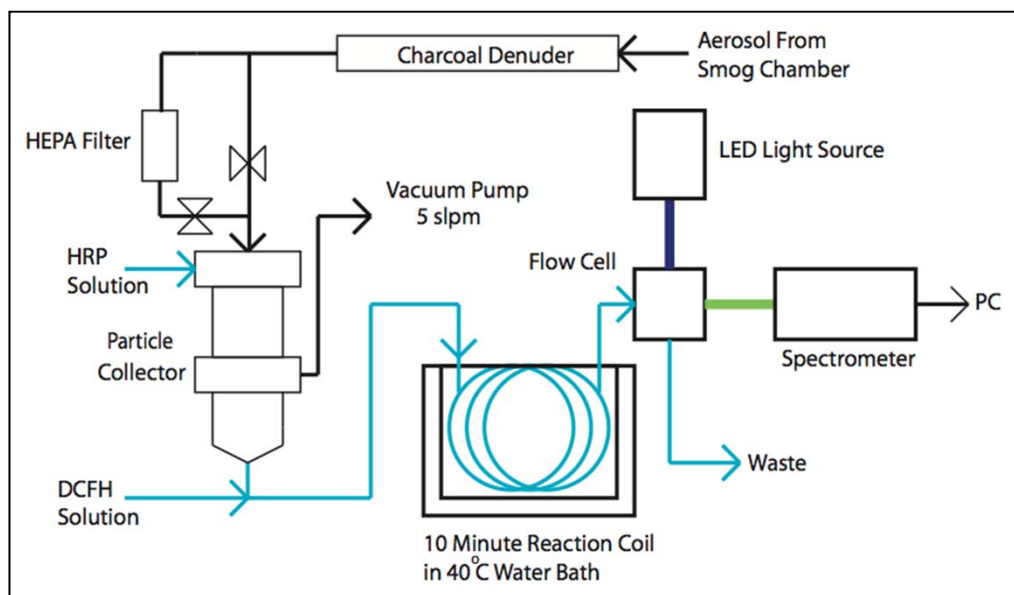 Charcoal Denuder
Aerosol From
Smog Chamber
HEPA Filter
LED Light Source
Vacuum Pump
5 slpm
HRP
Solution
Flow Cell
PC
Particle
Collector
Spectrometer
DCFH
Solution
Waste
10 Minute Reaction Coil
in 40°C Water Bath